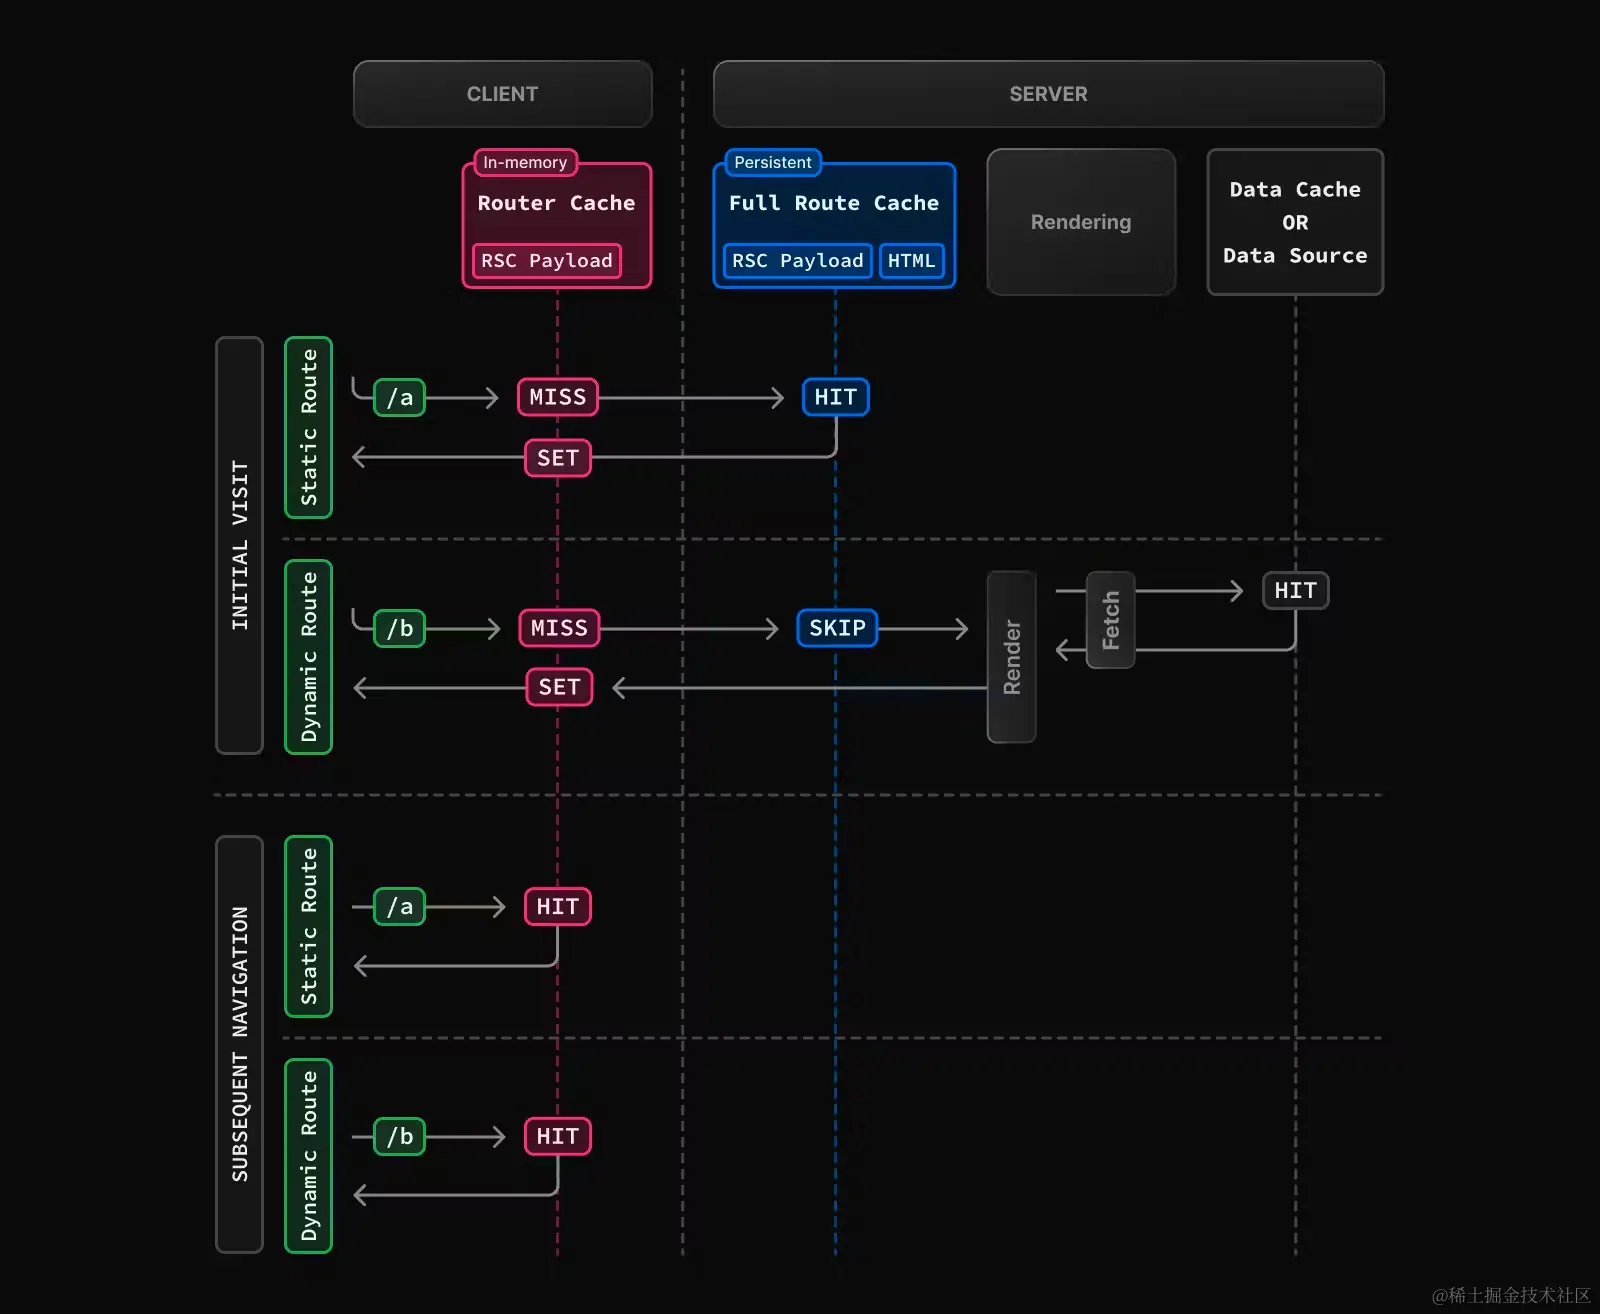 CLIENT
SERVER
In-memory
Router Cache
RSC Payload
Persistent
Full Route Cache
RSC Payload
HTML
Rendering
Data Cache
OR
Data Source
INITIAL VISIT
Static Route
/a
MISS
HIT
SET
Dynamic Route
/b
MISS
SKIP
Render
Fetch
HIT
SET
SUBSEQUENT NAVIGATION
Static Route
/a
HIT
Dynamic Route
/b
HIT
@稀土掘金技术社区